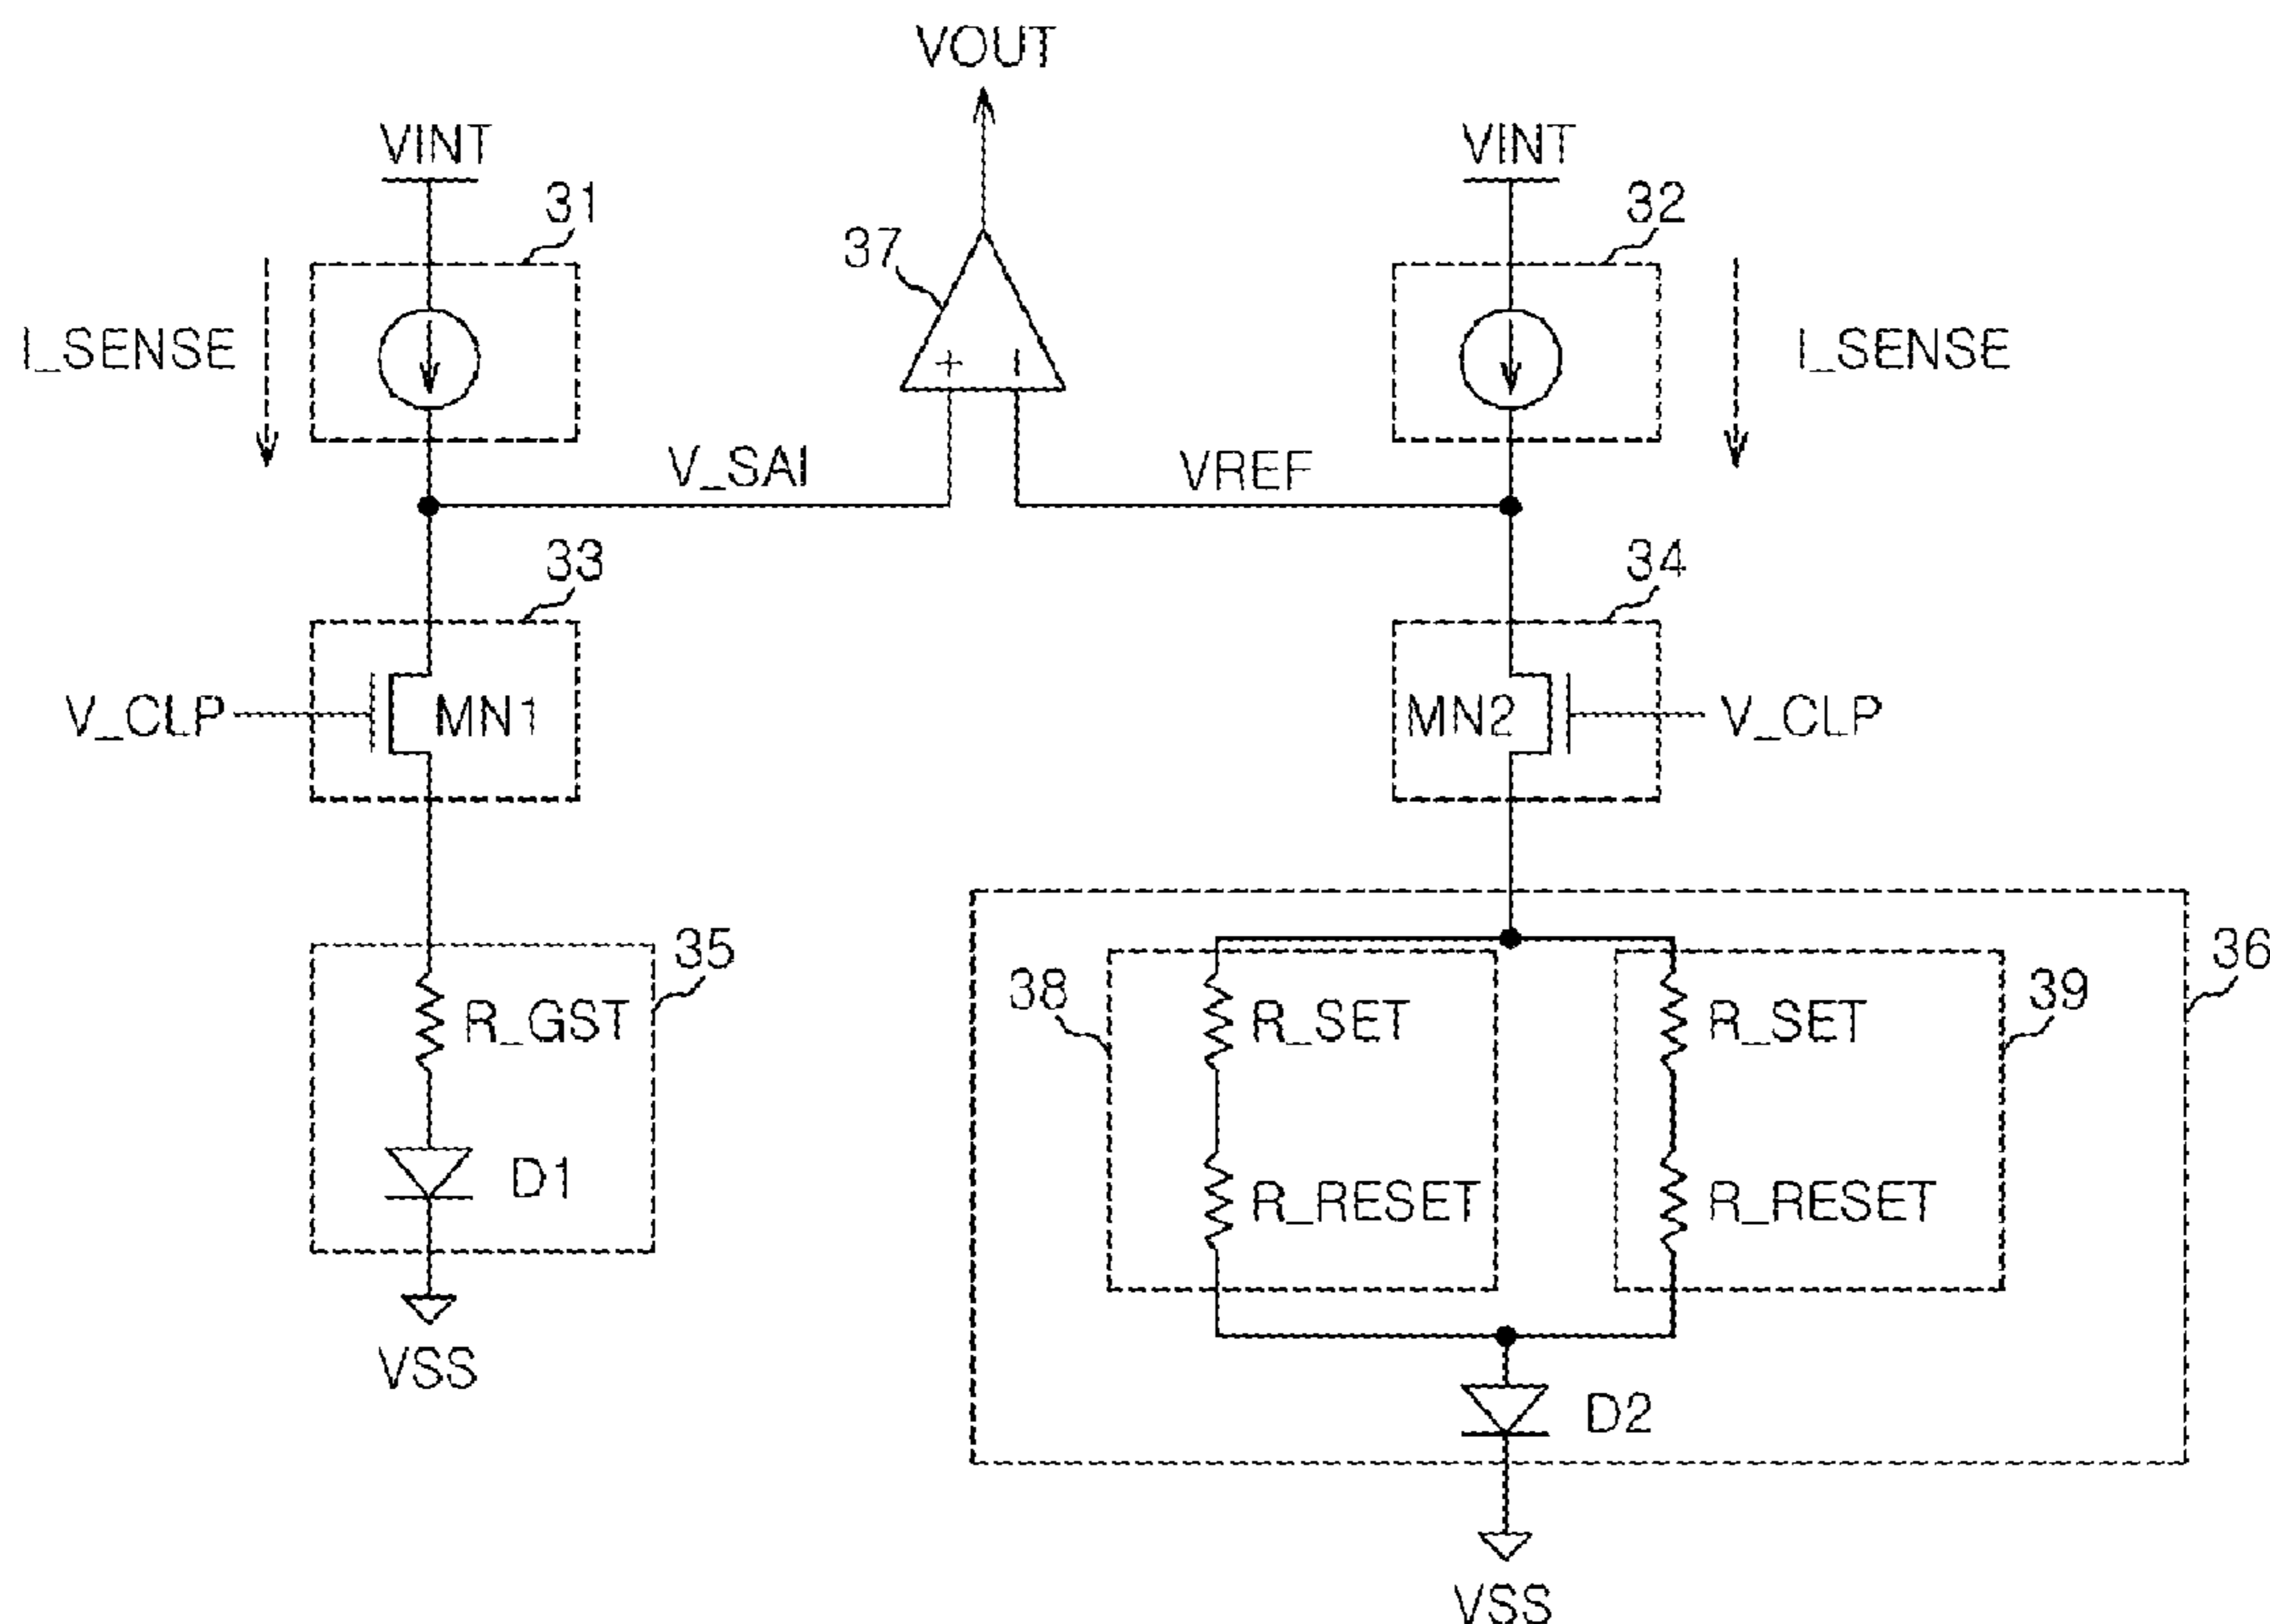 VOUT
VINT
VINT
31
32
37
I_SENSE
+
−
I_SENSE
V_SAI
VREF
33
34
V_CLP
MN1
MN2
V_CLP
35
36
38
R_GST
R_SET
R_SET
39
D1
R_RESET
R_RESET
VSS
D2
VSS